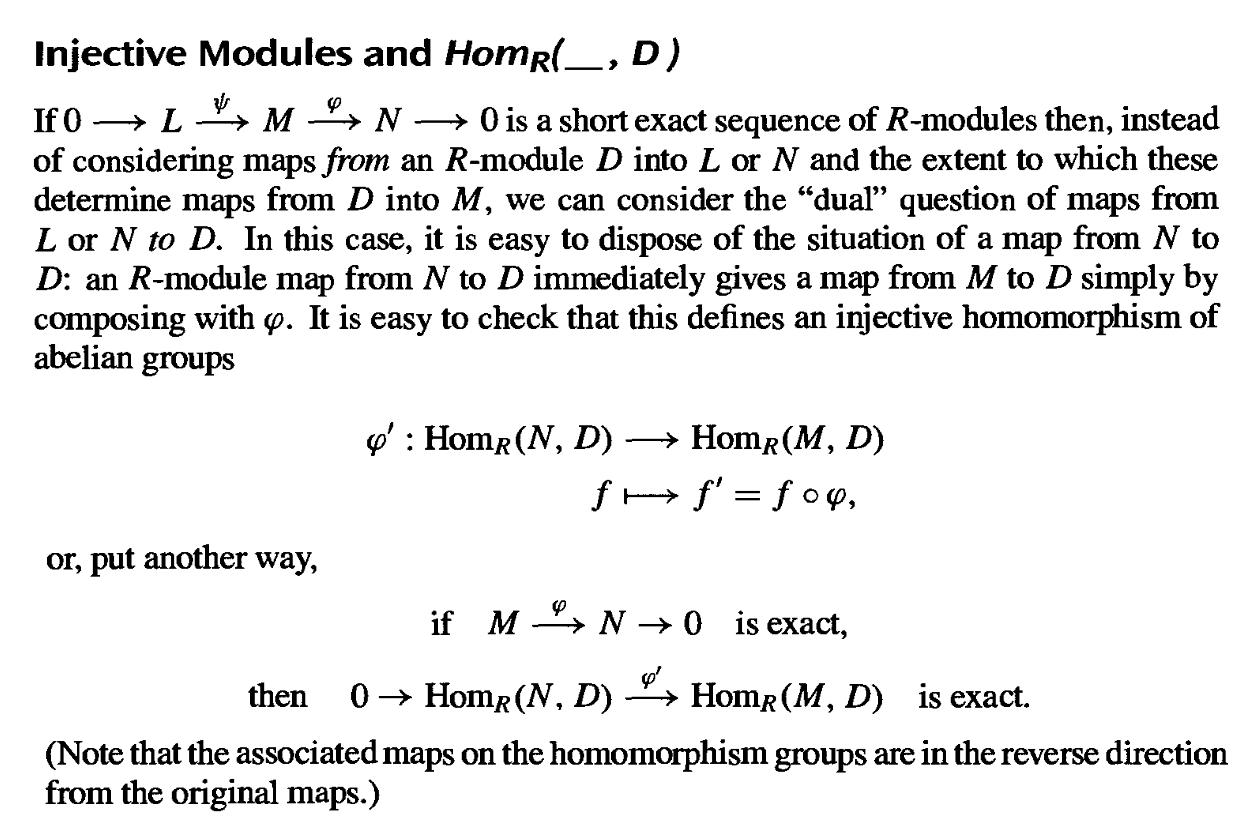 Injective Modules and Hom_R(__, D)
If 0 ⟶ L —ψ→ M —φ→ N ⟶ 0 is a short exact sequence of R-modules then, instead
of considering maps from an R-module D into L or N and the extent to which these
determine maps from D into M, we can consider the “dual” question of maps from
L or N to D. In this case, it is easy to dispose of the situation of a map from N to
D: an R-module map from N to D immediately gives a map from M to D simply by
composing with φ. It is easy to check that this defines an injective homomorphism of
abelian groups
φ′ : Hom_R(N, D) ⟶ Hom_R(M, D)
f ⟼ f′ = f ∘ φ,
or, put another way,
if M —φ→ N → 0 is exact,
then 0 → Hom_R(N, D) —φ′→ Hom_R(M, D) is exact.
(Note that the associated maps on the homomorphism groups are in the reverse direction
from the original maps.)